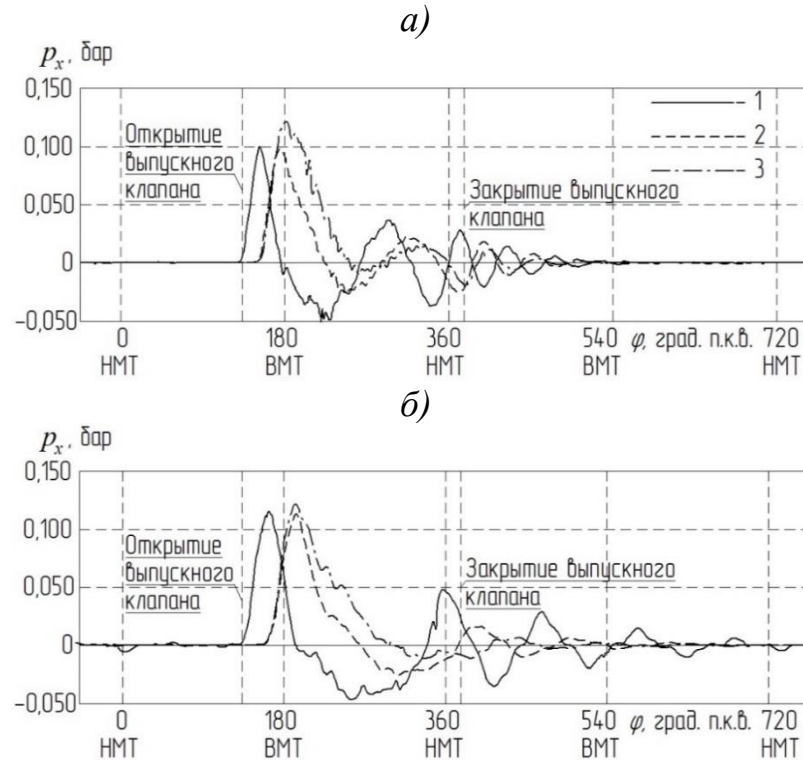 а)
pₓ, бар
0,150
0,100
0,050
0
–0,050
Открытие
выпускного
клапана
Закрытие выпускного
клапана
1
2
3
0 180 360 540 φ, град. п.к.в. 720
НМТ ВМТ НМТ ВМТ НМТ
б)
pₓ, бар
0,150
0,100
0,050
0
–0,050
Открытие
выпускного
клапана
Закрытие выпускного
клапана
0 180 360 540 φ, град. п.к.в. 720
НМТ ВМТ НМТ ВМТ НМТ